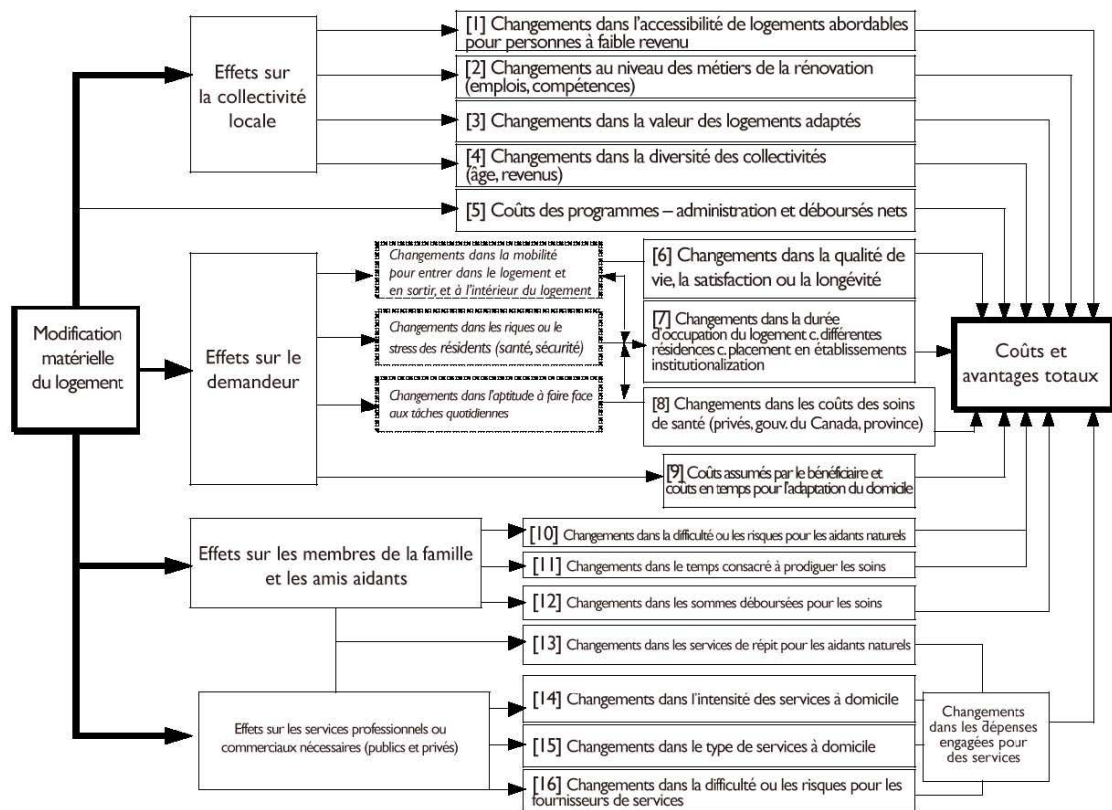 [1] Changements dans l'accessibilité de logements abordables
pour personnes à faible revenu
Effets sur
la collectivité
locale
[2] Changements au niveau des métiers de la rénovation
(emplois, compétences)
[3] Changements dans la valeur des logements adaptés
[4] Changements dans la diversité des collectivités
(âge, revenus)
[5] Coûts des programmes – administration et déboursés nets
Changements dans la mobilité
pour entrer dans le logement et
en sortir, et à l'intérieur du logement
[6] Changements dans la qualité de
vie, la satisfaction ou la longévité
Modification
matérielle
du logement
Effets sur le
demandeur
Changements dans les riques ou le
stress des résidents (santé, sécurité)
[7] Changements dans la durée
d'occupation du logement c. différentes
résidences c. placement en établissements
institutionalization
Coûts et
avantages totaux
Changements dans l'aptitude à faire face
aux tâches quotidiennes
[8] Changements dans les coûts des soins
de santé (privés, gouv. du Canada, province)
[9] Coûts assumés par le bénéficiaire et
coûts en temps pour l'adaptation du domicile
Effets sur les membres de la famille
et les amis aidants
[10] Changements dans la difficulté ou les risques pour les aidants naturels
[11] Changements dans le temps consacré à prodiguer les soins
[12] Changements dans les sommes déboursées pour les soins
[13] Changements dans les services de répit pour les aidants naturels
Effets sur les services professionnels ou
commerciaux nécessaires (publics et privés)
[14] Changements dans l'intensité des services à domicile
[15] Changements dans le type de services à domicile
[16] Changements dans la difficulté ou les risques pour les
fournisseurs de services
Changements
dans les dépenses
engagées pour
des services